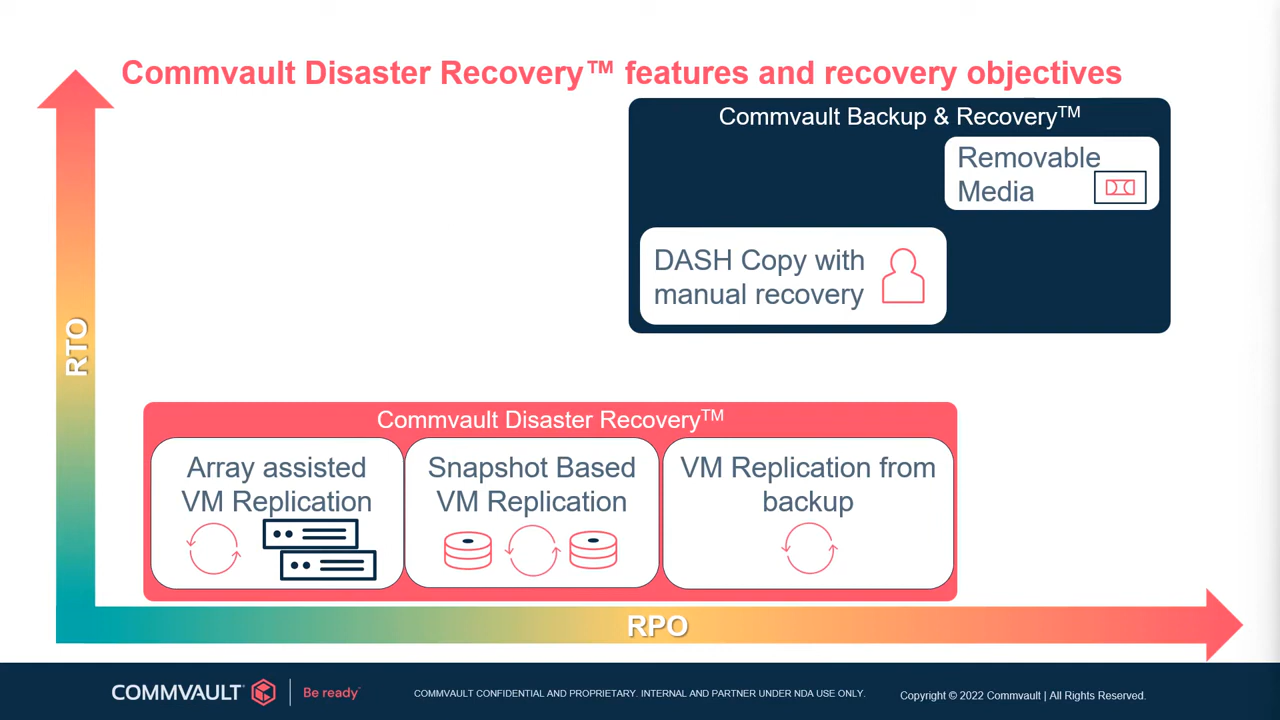 Commvault Disaster Recovery™ features and recovery objectives
Commvault Backup & Recovery™
Removable
Media
DASH Copy with
manual recovery
RTO
Commvault Disaster Recovery™
Array assisted
VM Replication
Snapshot Based
VM Replication
VM Replication from
backup
RPO
COMMVAULT
Be ready™
COMMVAULT CONFIDENTIAL AND PROPRIETARY. INTERNAL AND PARTNER UNDER NDA USE ONLY.
Copyright © 2022 Commvault | All Rights Reserved.